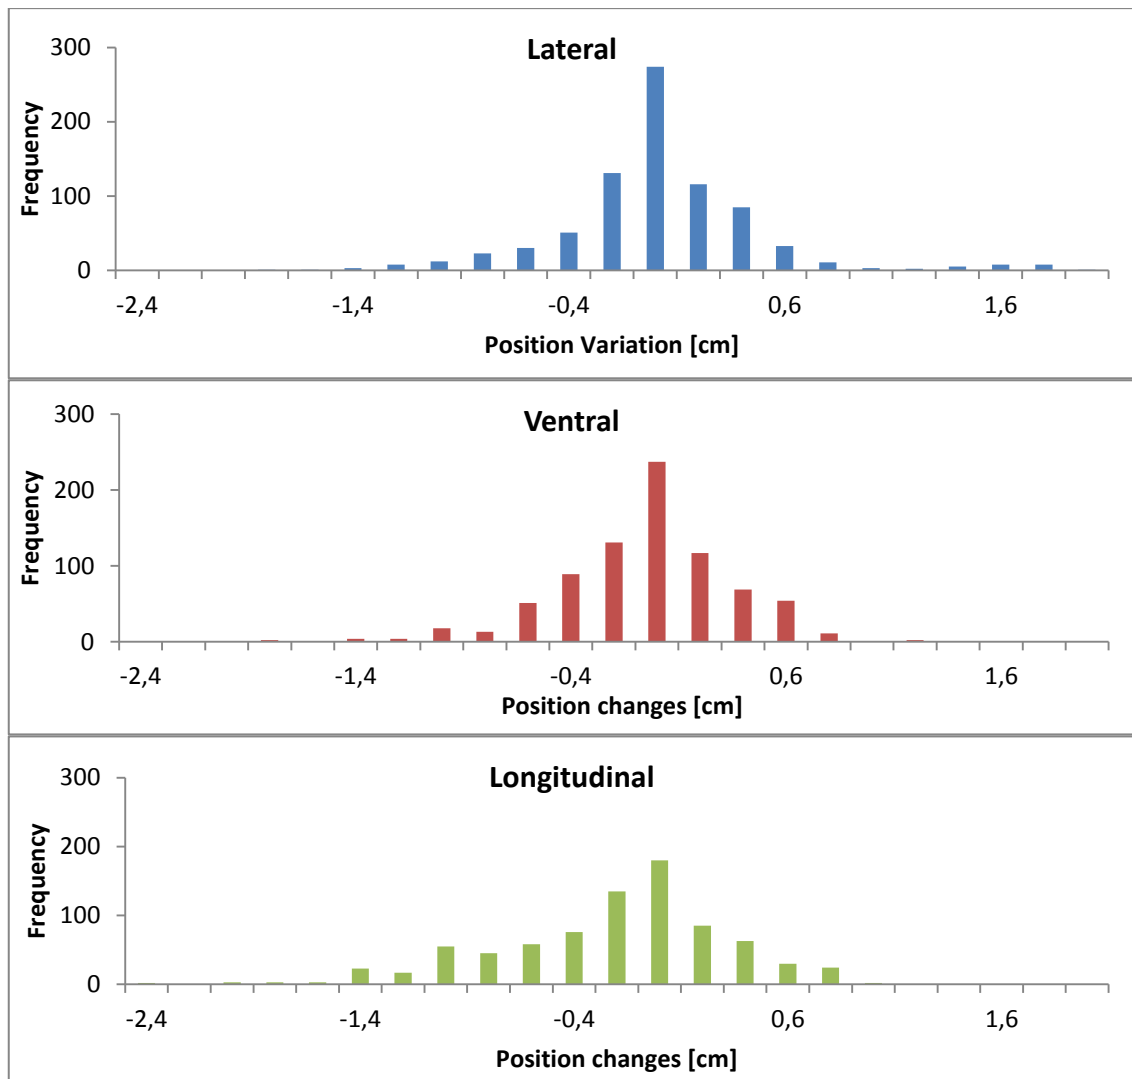 Lateral
Frequency
300
200
100
0
-2,4 -1,4 -0,4 0,6 1,6
Position Variation [cm]
Ventral
Frequency
300
200
100
0
-2,4 -1,4 -0,4 0,6 1,6
Position changes [cm]
Longitudinal
Frequency
300
200
100
0
-2,4 -1,4 -0,4 0,6 1,6
Position changes [cm]